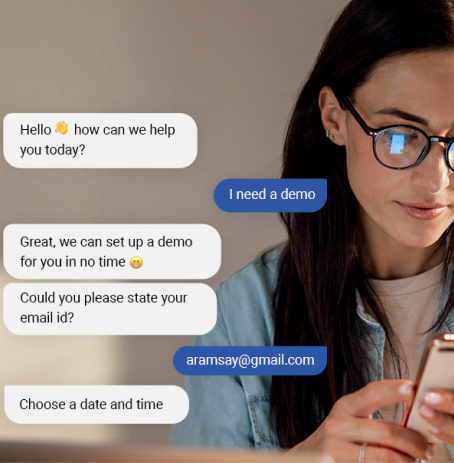 Hello 👋 how can we help
you today?
I need a demo
Great, we can set up a demo
for you in no time 😁
Could you please state your
email id?
aramsay@gmail.com
Choose a date and time